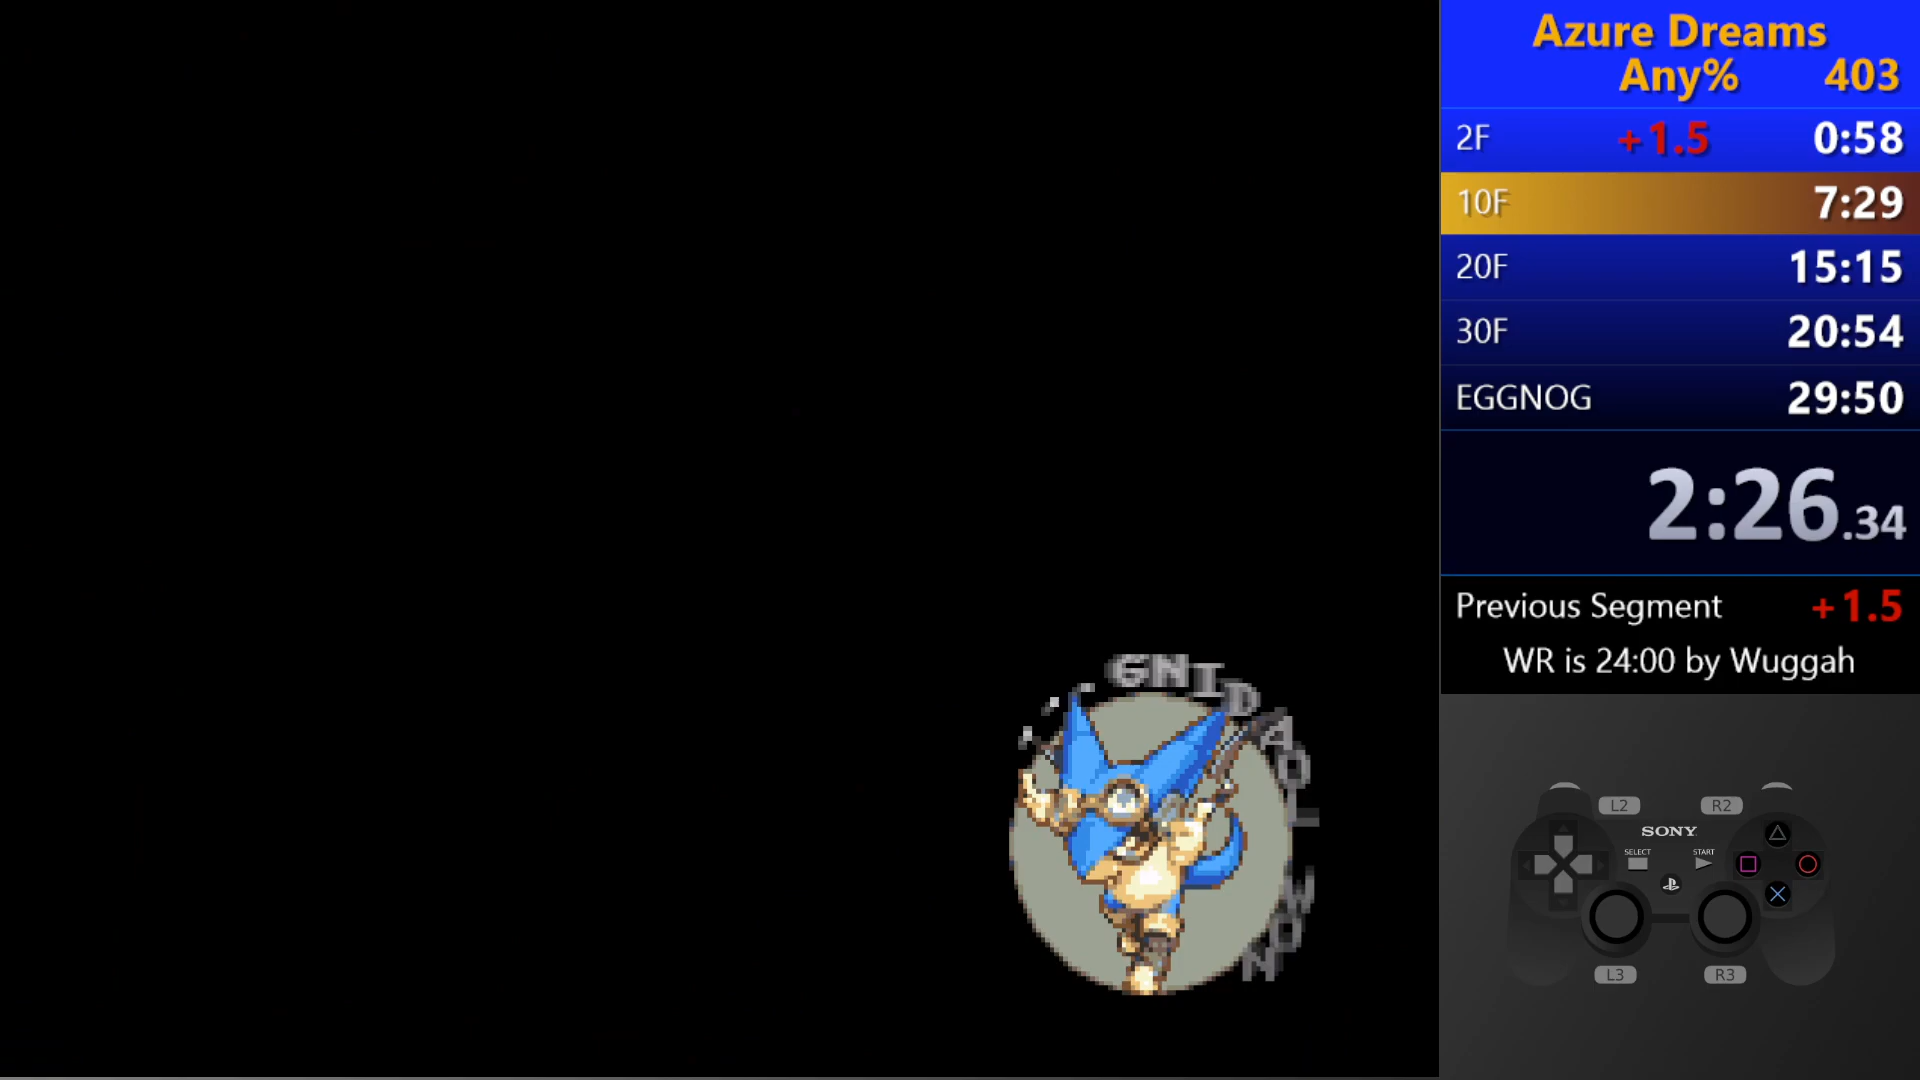 Azure Dreams
Any% 403
2F +1.5 0:58
10F 7:29
20F 15:15
30F 20:54
EGGNOG 29:50
2:26.34
Previous Segment +1.5
WR is 24:00 by Wuggah
NOW LOADING...
L2 R2
SONY
SELECT START
L3 R3